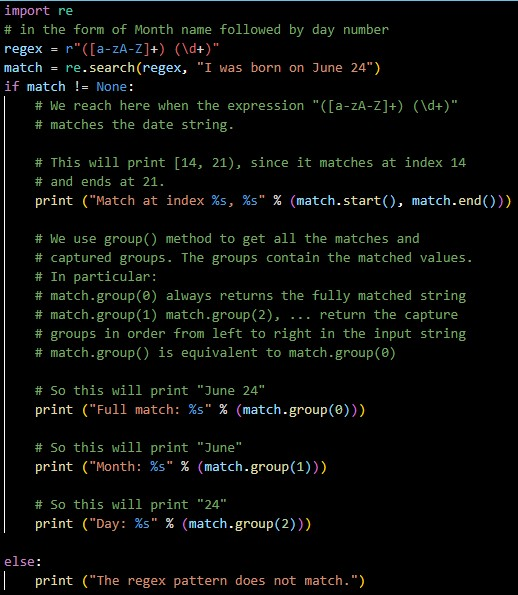 import re
# in the form of Month name followed by day number
regex = r"([a-zA-Z]+) (\d+)"
match = re.search(regex, "I was born on June 24")
if match != None:
    # We reach here when the expression "([a-zA-Z]+) (\d+)"
    # matches the date string.

    # This will print [14, 21), since it matches at index 14
    # and ends at 21.
    print ("Match at index %s, %s" % (match.start(), match.end()))

    # We use group() method to get all the matches and
    # captured groups. The groups contain the matched values.
    # In particular:
    # match.group(0) always returns the fully matched string
    # match.group(1) match.group(2), ... return the capture
    # groups in order from left to right in the input string
    # match.group() is equivalent to match.group(0)

    # So this will print "June 24"
    print ("Full match: %s" % (match.group(0)))

    # So this will print "June"
    print ("Month: %s" % (match.group(1)))

    # So this will print "24"
    print ("Day: %s" % (match.group(2)))

else:
    print ("The regex pattern does not match.")